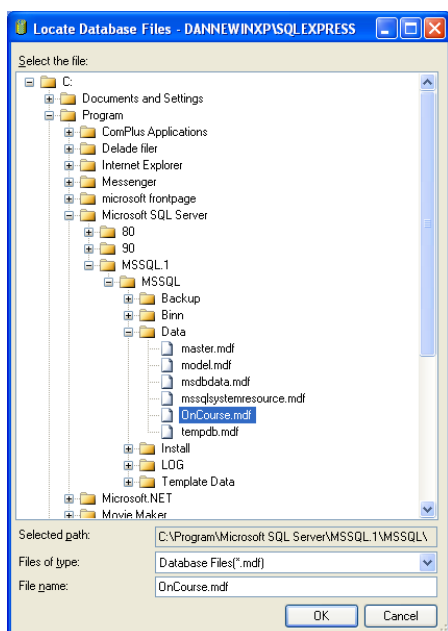 Locate Database Files - DANNEWINXP\SQLEXPRESS
Select the file:
C:
Documents and Settings
Program
ComPlus Applications
Delade filer
Internet Explorer
Messenger
microsoft frontpage
Microsoft SQL Server
80
90
MSSQL.1
MSSQL
Backup
Binn
Data
master.mdf
model.mdf
msdbdata.mdf
mssqlsystemresource.mdf
OnCourse.mdf
tempdb.mdf
Install
LOG
Template Data
Microsoft.NET
Movie Maker
Selected path: C:\Program\Microsoft SQL Server\MSSQL.1\MSSQL\
Files of type: Database Files(*.mdf)
File name: OnCourse.mdf
OK Cancel